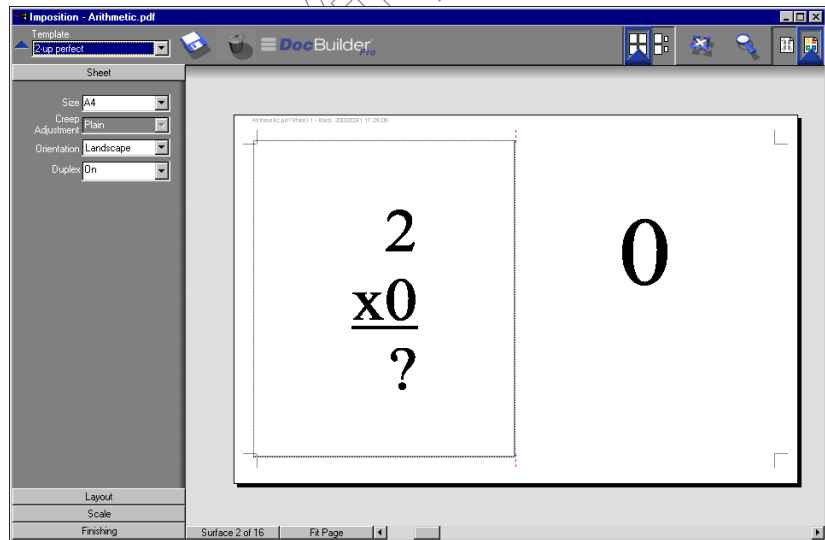 Imposition - Arithmetic.pdf
Template
2-up perfect
DocBuilder Pro
Sheet
Size A4
Creep Adjustment Plain
Orientation Landscape
Duplex On
2
x0
?
0
Layout
Scale
Finishing
Surface 2 of 16
Fit Page